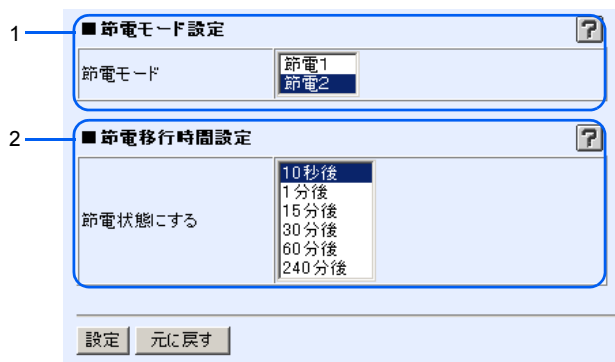 1
■節電モード設定
?
節電モード
節電1
節電2
2
■節電移行時間設定
?
節電状態にする
10秒後
1分後
15分後
30分後
60分後
240分後
設定
元に戻す